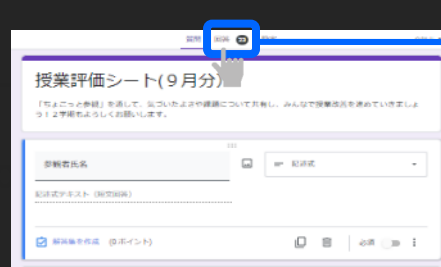 質問 回答 23 設定
授業評価シート(9月分)
「ちょこっと参観」を通して、気づいたよさや課題について共有し、みんなで授業改善を進めていきましょ
う！2学期もよろしくお願いします。
参観者氏名
記述式
記述式テキスト（短文回答）
解答集を作成 (0ポイント)
必須